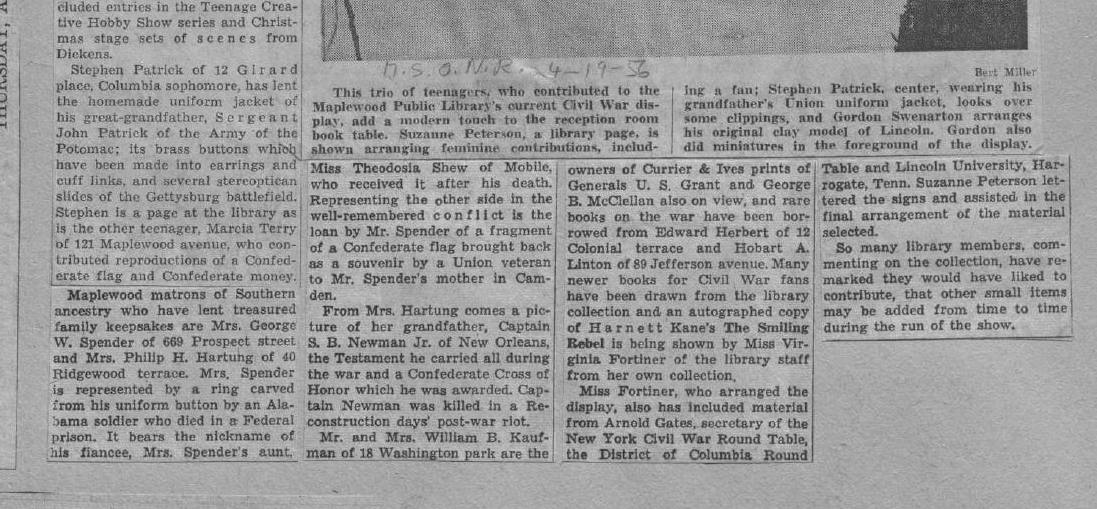 THURSDAY, A
cluded entries in the Teenage Crea-
tive Hobby Show series and Christ-
mas stage sets of scenes from
Dickens.
Stephen Patrick of 12 Girard
place, Columbia sophomore, has lent
the homemade uniform jacket of
his great-grandfather, Sergeant
John Patrick of the Army of the
Potomac; its brass buttons which
have been made into earrings and
cuff links, and several stereoptican
slides of the Gettysburg battlefield.
Stephen is a page at the library as
is the other teenager, Marcia Terry
of 121 Maplewood avenue, who con-
tributed reproductions of a Confed-
erate flag and Confederate money.
Maplewood matrons of Southern
ancestry who have lent treasured
family keepsakes are Mrs. George
W. Spender of 669 Prospect street
and Mrs. Philip H. Hartung of 40
Ridgewood terrace. Mrs. Spender
is represented by a ring carved
from his uniform button by an Ala-
bama soldier who died in a Federal
prison. It bears the nickname of
his fiancee, Mrs. Spender's aunt,
4-19-56
Bert Miller
This trio of teenagers, who contributed to the
Maplewood Public Library's current Civil War dis-
play, add a modern touch to the reception room
book table. Suzanne Peterson, a library page, is
shown arranging feminine contributions, includ-
ing a fan; Stephen Patrick, center, wearing his
grandfather's Union uniform jacket, looks over
some clippings, and Gordon Swenarton arranges
his original clay model of Lincoln. Gordon also
did miniatures in the foreground of the display.
Miss Theodosia Shew of Mobile,
who received it after his death.
Representing the other side in the
well-remembered conflict is the
loan by Mr. Spender of a fragment
of a Confederate flag brought back
as a souvenir by a Union veteran
to Mr. Spender's mother in Cam-
den.
From Mrs. Hartung comes a pic-
ture of her grandfather, Captain
S. B. Newman Jr. of New Orleans,
the Testament he carried all during
the war and a Confederate Cross of
Honor which he was awarded. Cap-
tain Newman was killed in a Re-
construction days' post-war riot.
Mr. and Mrs. William B. Kauf-
man of 18 Washington park are the
owners of Currier & Ives prints of
Generals U. S. Grant and George
B. McClellan also on view, and rare
books on the war have been bor-
rowed from Edward Herbert of 12
Colonial terrace and Hobart A.
Linton of 89 Jefferson avenue. Many
newer books for Civil War fans
have been drawn from the library
collection and an autographed copy
of Harnett Kane's The Smiling
Rebel is being shown by Miss Vir-
ginia Fortiner of the library staff
from her own collection.
Miss Fortiner, who arranged the
display, also has included material
from Arnold Gates, secretary of the
New York Civil War Round Table,
the District of Columbia Round
Table and Lincoln University, Har-
rogate, Tenn. Suzanne Peterson let-
tered the signs and assisted in the
final arrangement of the material
selected.
So many library members, com-
menting on the collection, have re-
marked they would have liked to
contribute, that other small items
may be added from time to time
during the run of the show.